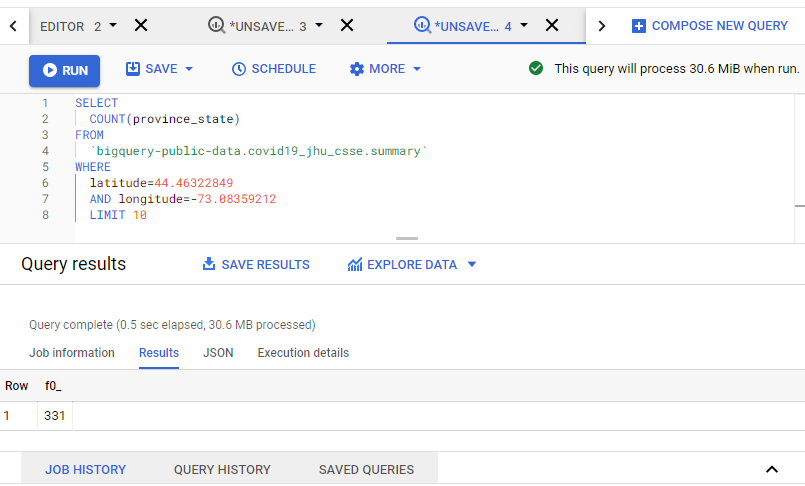 EDITOR 2
*UNSAVE... 3
*UNSAVE... 4
COMPOSE NEW QUERY
RUN
SAVE
SCHEDULE
MORE
This query will process 30.6 MiB when run.
1 SELECT
2 COUNT(province_state)
3 FROM
4 `bigquery-public-data.covid19_jhu_csse.summary`
5 WHERE
6 latitude=44.46322849
7 AND longitude=-73.08359212
8 LIMIT 10
Query results
SAVE RESULTS
EXPLORE DATA
Query complete (0.5 sec elapsed, 30.6 MB processed)
Job information
Results
JSON
Execution details
Row f0_
1 331
JOB HISTORY
QUERY HISTORY
SAVED QUERIES